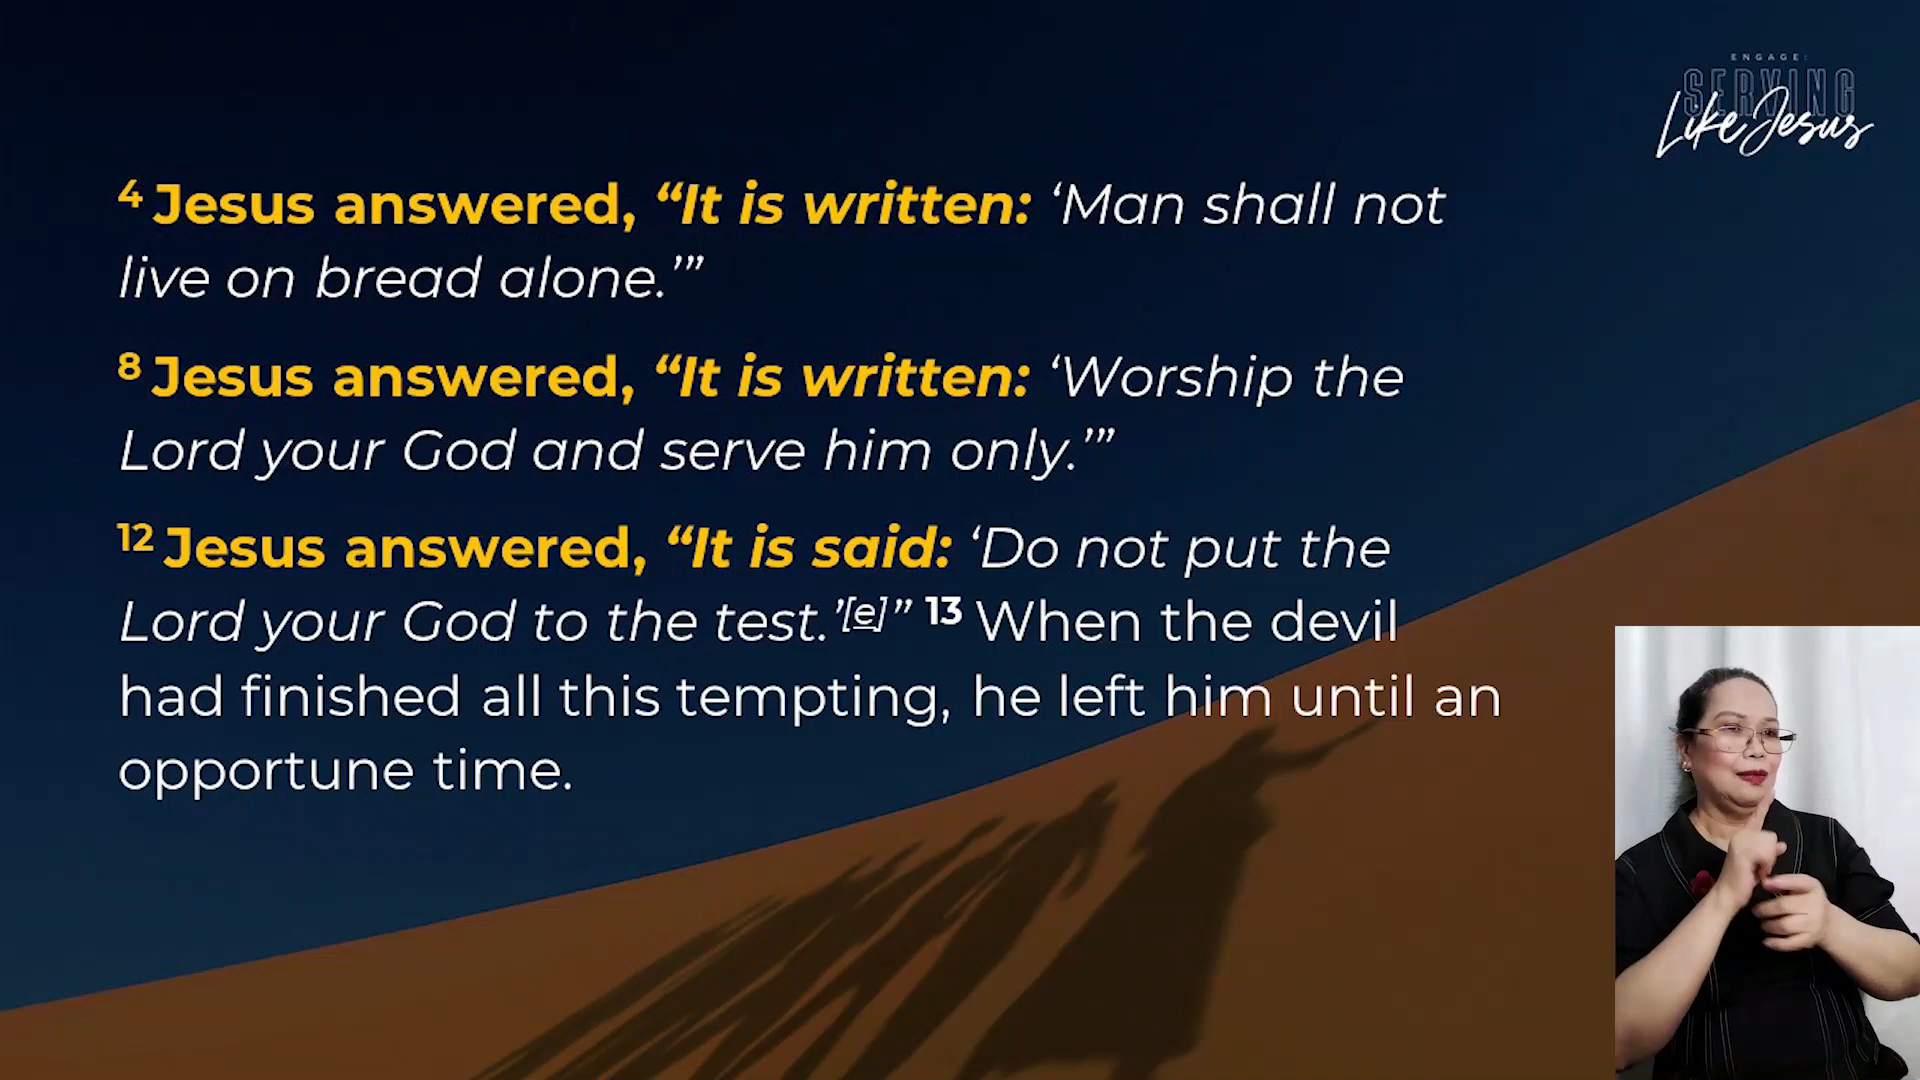 ENGAGE:
SERVING
Like Jesus
4 Jesus answered, “It is written: ‘Man shall not
live on bread alone.’”
8 Jesus answered, “It is written: ‘Worship the
Lord your God and serve him only.’”
12 Jesus answered, “It is said: ‘Do not put the
Lord your God to the test.’[e]” 13 When the devil
had finished all this tempting, he left him until an
opportune time.